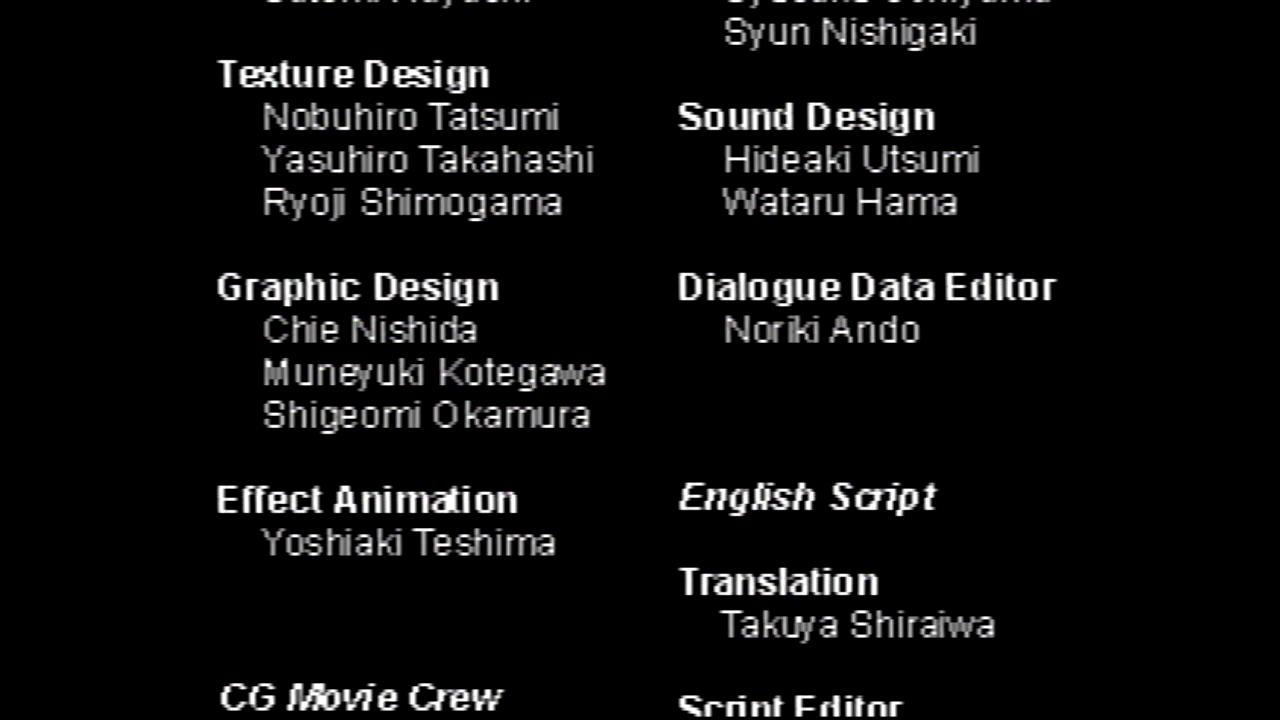 Texture Design
Nobuhiro Tatsumi
Yasuhiro Takahashi
Ryoji Shimogama
Graphic Design
Chie Nishida
Muneyuki Kotegawa
Shigeomi Okamura
Effect Animation
Yoshiaki Teshima
CG Movie Crew
Syun Nishigaki
Sound Design
Hideaki Utsumi
Wataru Hama
Dialogue Data Editor
Noriki Ando
English Script
Translation
Takuya Shiraiwa
Script Editor